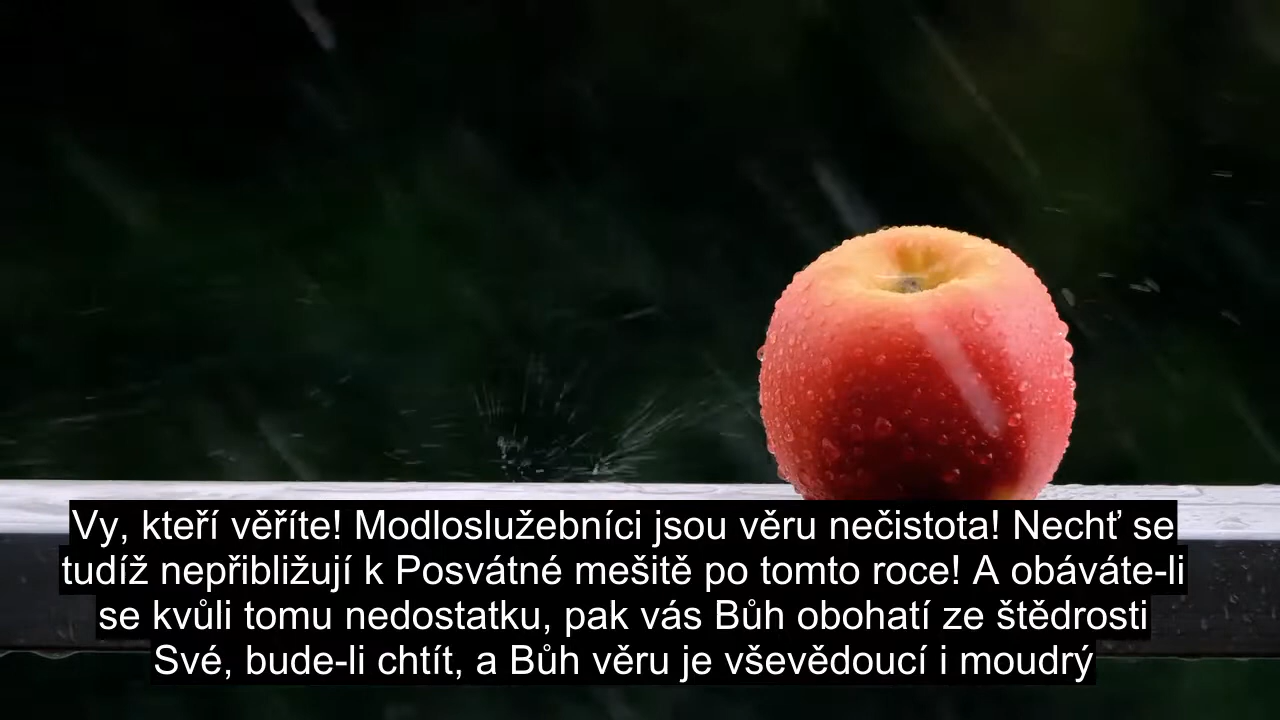 Vy, kteří věříte! Modloslužebníci jsou věru nečistota! Nechť se
tudíž nepřibližují k Posvátné mešitě po tomto roce! A obáváte-li
se kvůli tomu nedostatku, pak vás Bůh obohatí ze štědrosti
Své, bude-li chtít, a Bůh věru je vševědoucí i moudrý